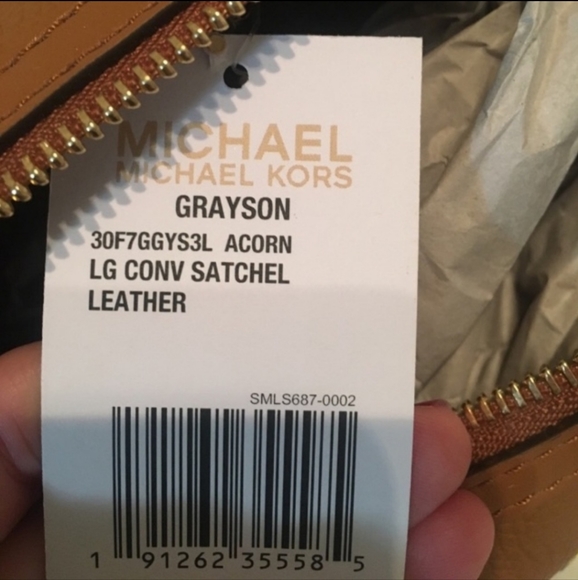 MICHAEL
MICHAEL KORS
GRAYSON
30F7GGYS3L ACORN
LG CONV SATCHEL
LEATHER
SMLS687-0002
1 91262 35558 5